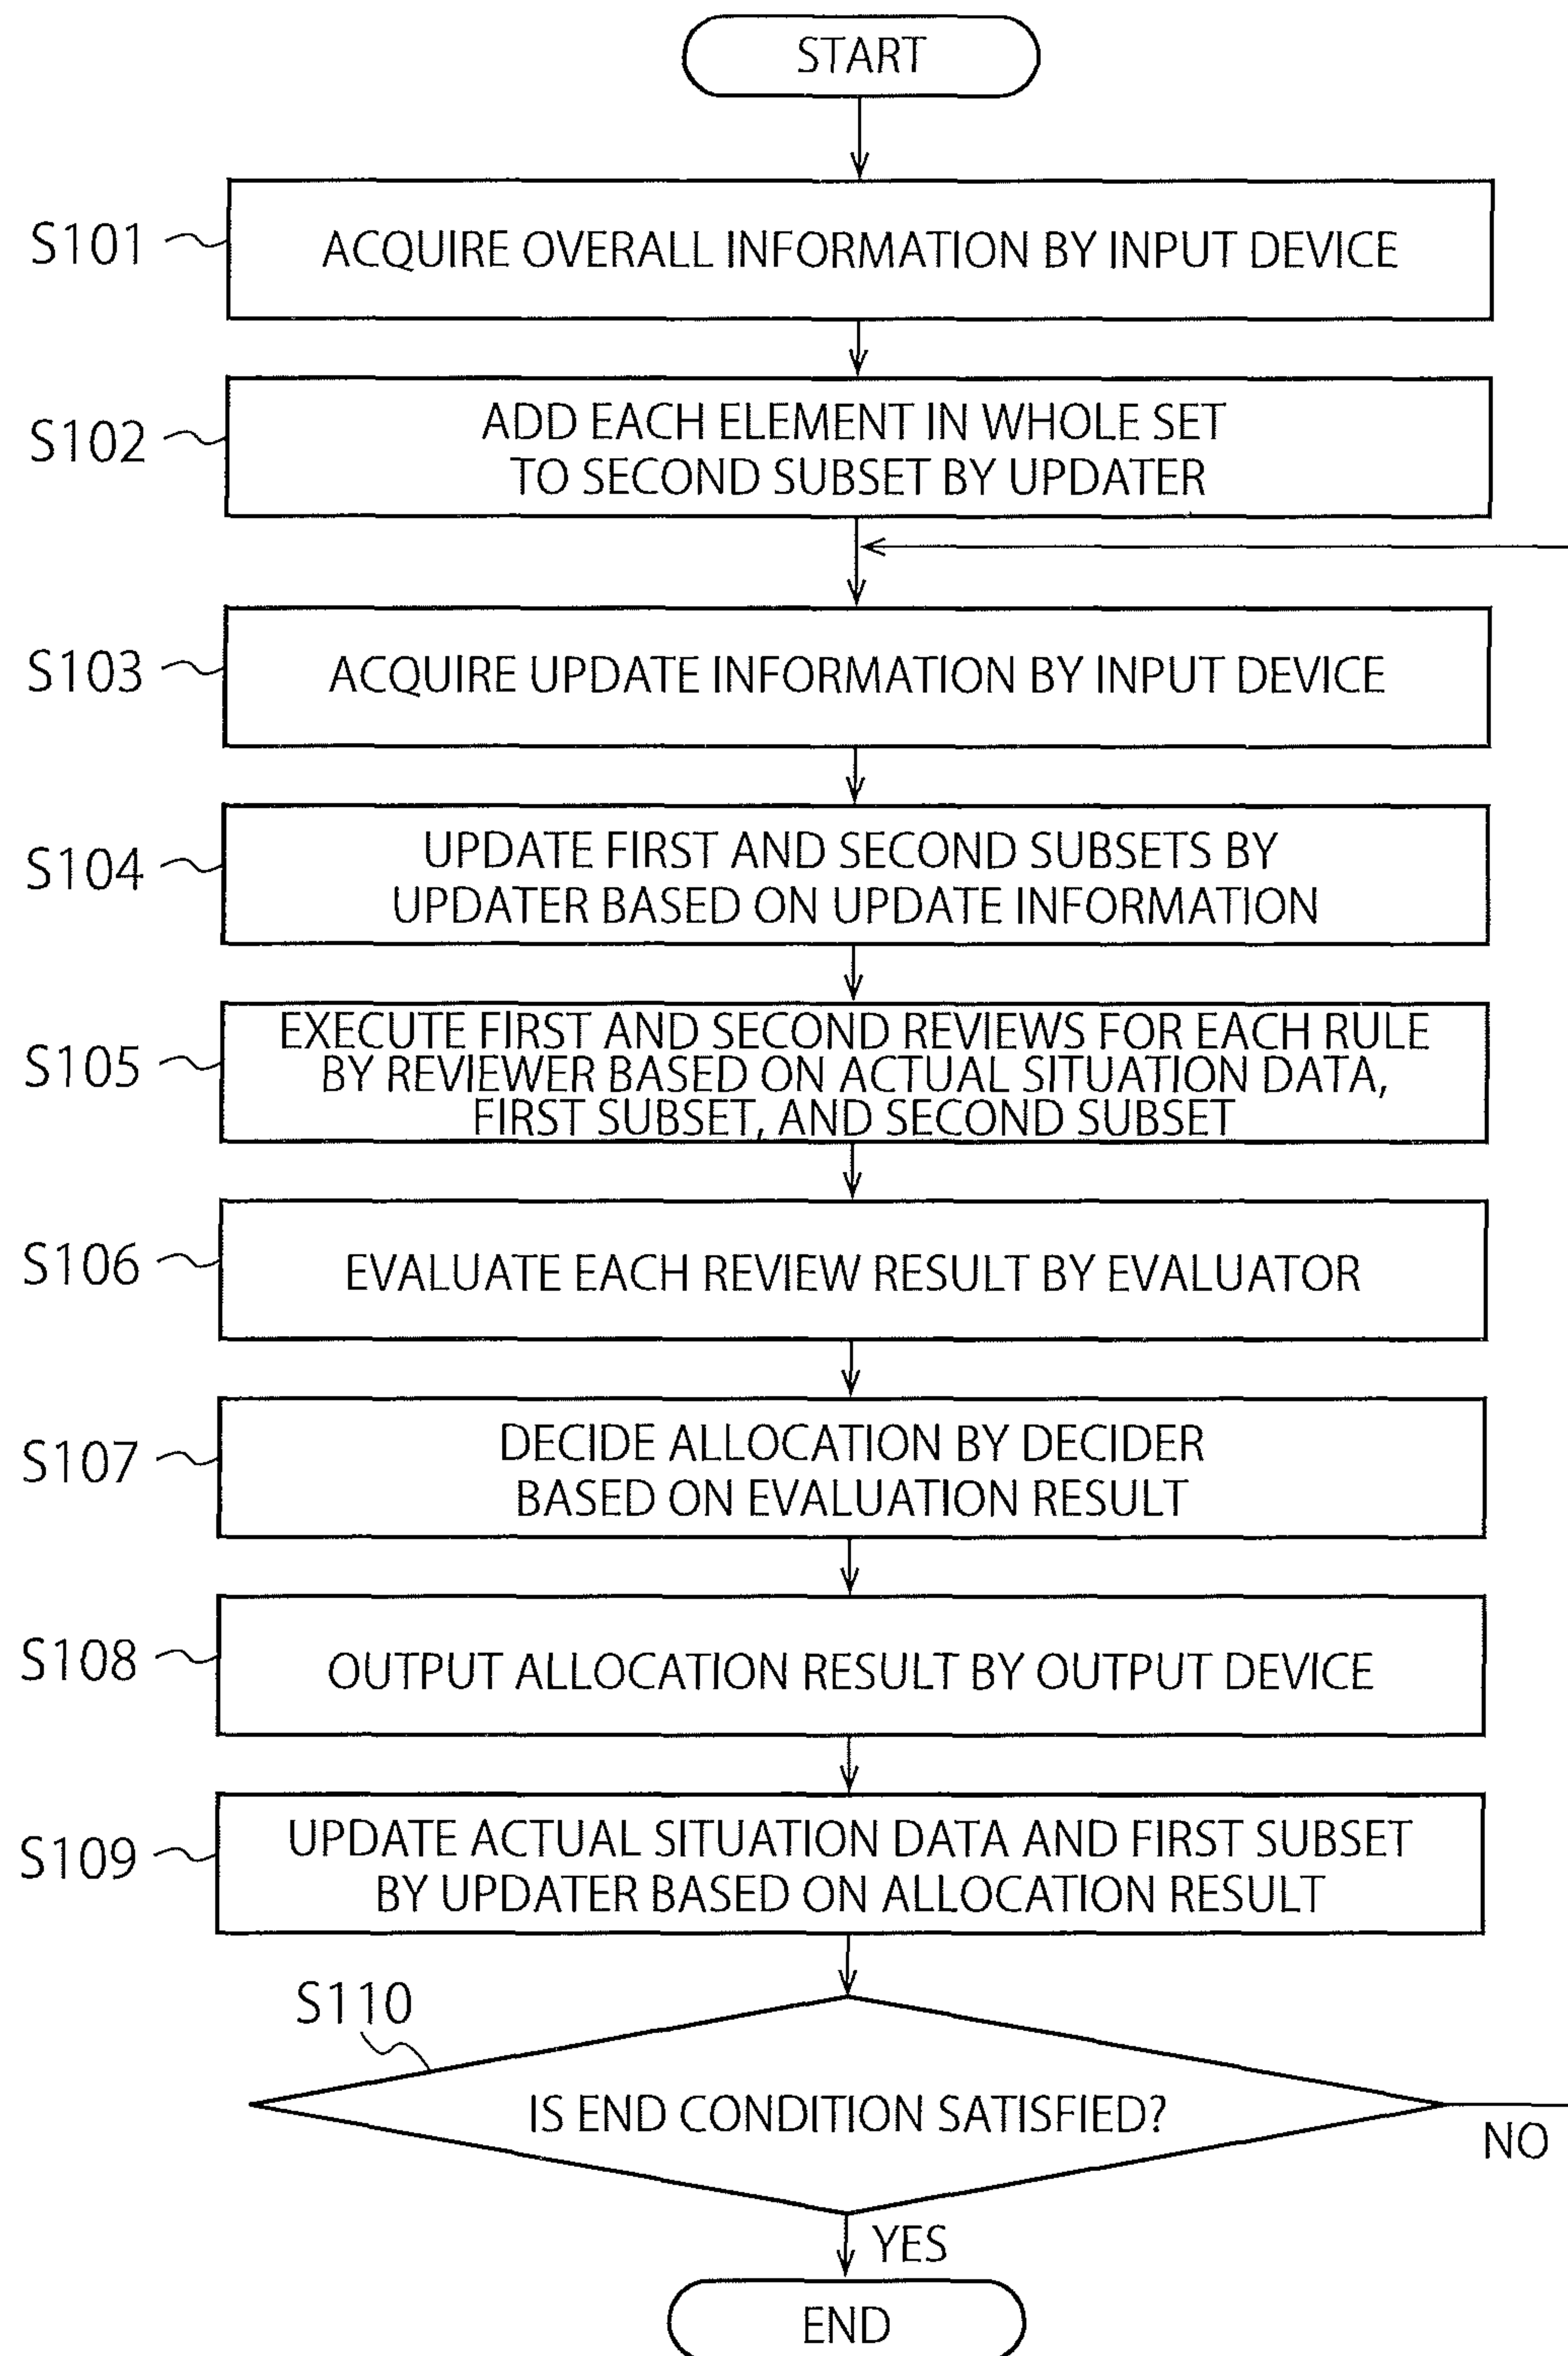 START
S101
ACQUIRE OVERALL INFORMATION BY INPUT DEVICE
S102
ADD EACH ELEMENT IN WHOLE SET
TO SECOND SUBSET BY UPDATER
S103
ACQUIRE UPDATE INFORMATION BY INPUT DEVICE
S104
UPDATE FIRST AND SECOND SUBSETS BY
UPDATER BASED ON UPDATE INFORMATION
S105
EXECUTE FIRST AND SECOND REVIEWS FOR EACH RULE
BY REVIEWER BASED ON ACTUAL SITUATION DATA,
FIRST SUBSET, AND SECOND SUBSET
S106
EVALUATE EACH REVIEW RESULT BY EVALUATOR
S107
DECIDE ALLOCATION BY DECIDER
BASED ON EVALUATION RESULT
S108
OUTPUT ALLOCATION RESULT BY OUTPUT DEVICE
S109
UPDATE ACTUAL SITUATION DATA AND FIRST SUBSET
BY UPDATER BASED ON ALLOCATION RESULT
S110
IS END CONDITION SATISFIED?
NO
YES
END